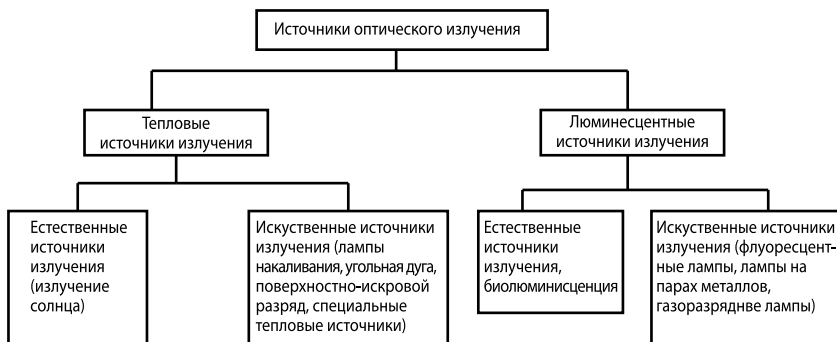 Источники оптического излучения
Тепловые
источники излучения
Люминесцентные
источники излучения
Естественные
источники
излучения
(излучение
солнца)
Искуственные источники
излучения (лампы
накаливания, угольная дуга,
поверхностно-искровой
разряд, специальные
тепловые источники)
Естественные
источники
излучения,
биолюминисценция
Искуственные источники
излучения (флуоресцент-
ные лампы, лампы на
парах металлов,
газоразряднве лампы)